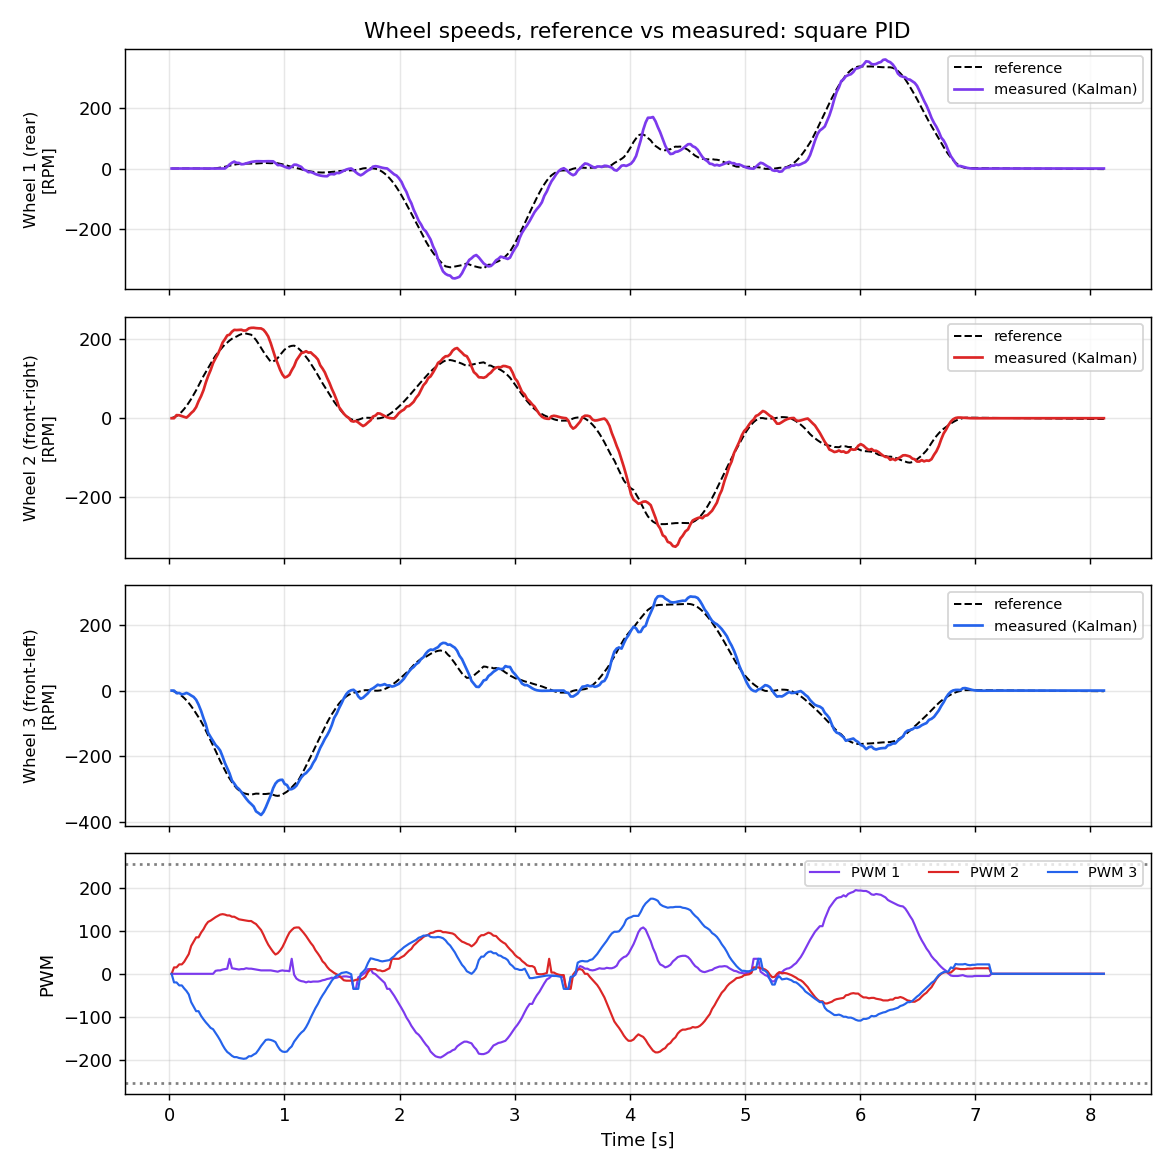 Wheel speeds, reference vs measured: square PID
Wheel 1 (rear)
[RPM]
200
0
−200
reference
measured (Kalman)
Wheel 2 (front-right)
[RPM]
200
0
−200
reference
measured (Kalman)
Wheel 3 (front-left)
[RPM]
200
0
−200
−400
reference
measured (Kalman)
PWM
200
100
0
−100
−200
PWM 1 PWM 2 PWM 3
0 1 2 3 4 5 6 7 8
Time [s]